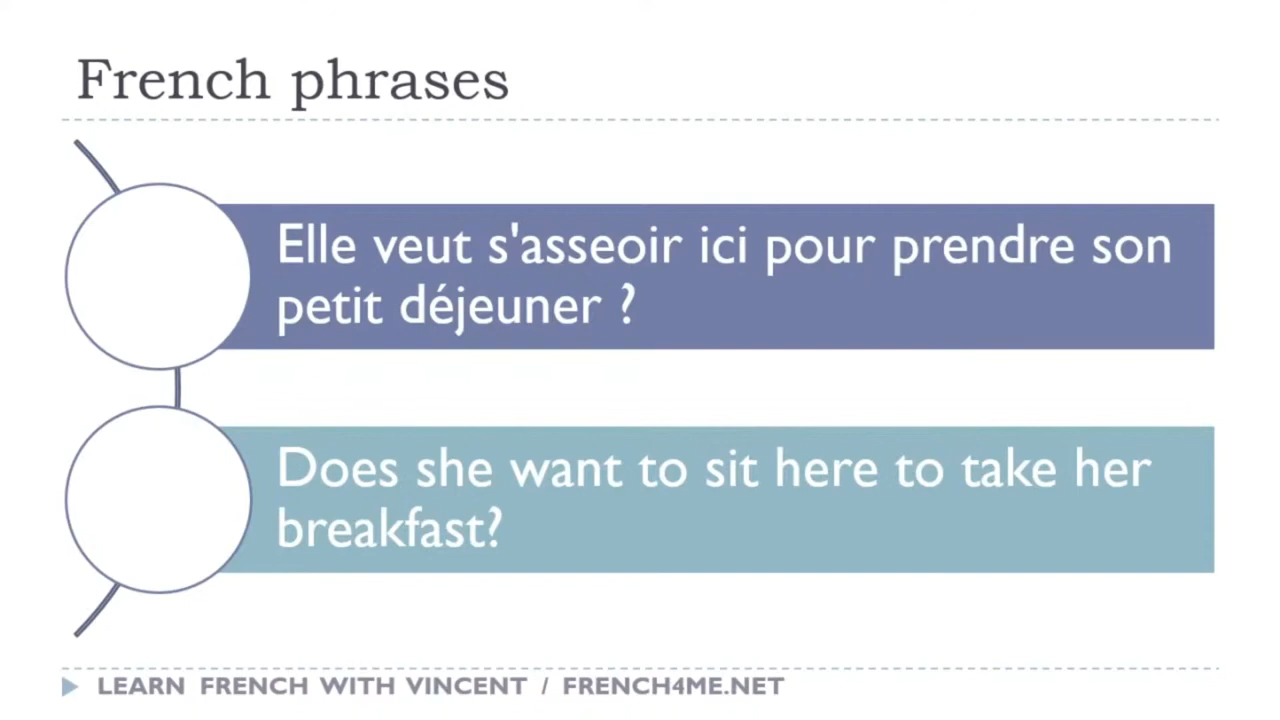 French phrases
Elle veut s'asseoir ici pour prendre son
petit déjeuner ?
Does she want to sit here to take her
breakfast?
LEARN FRENCH WITH VINCENT / FRENCH4ME.NET